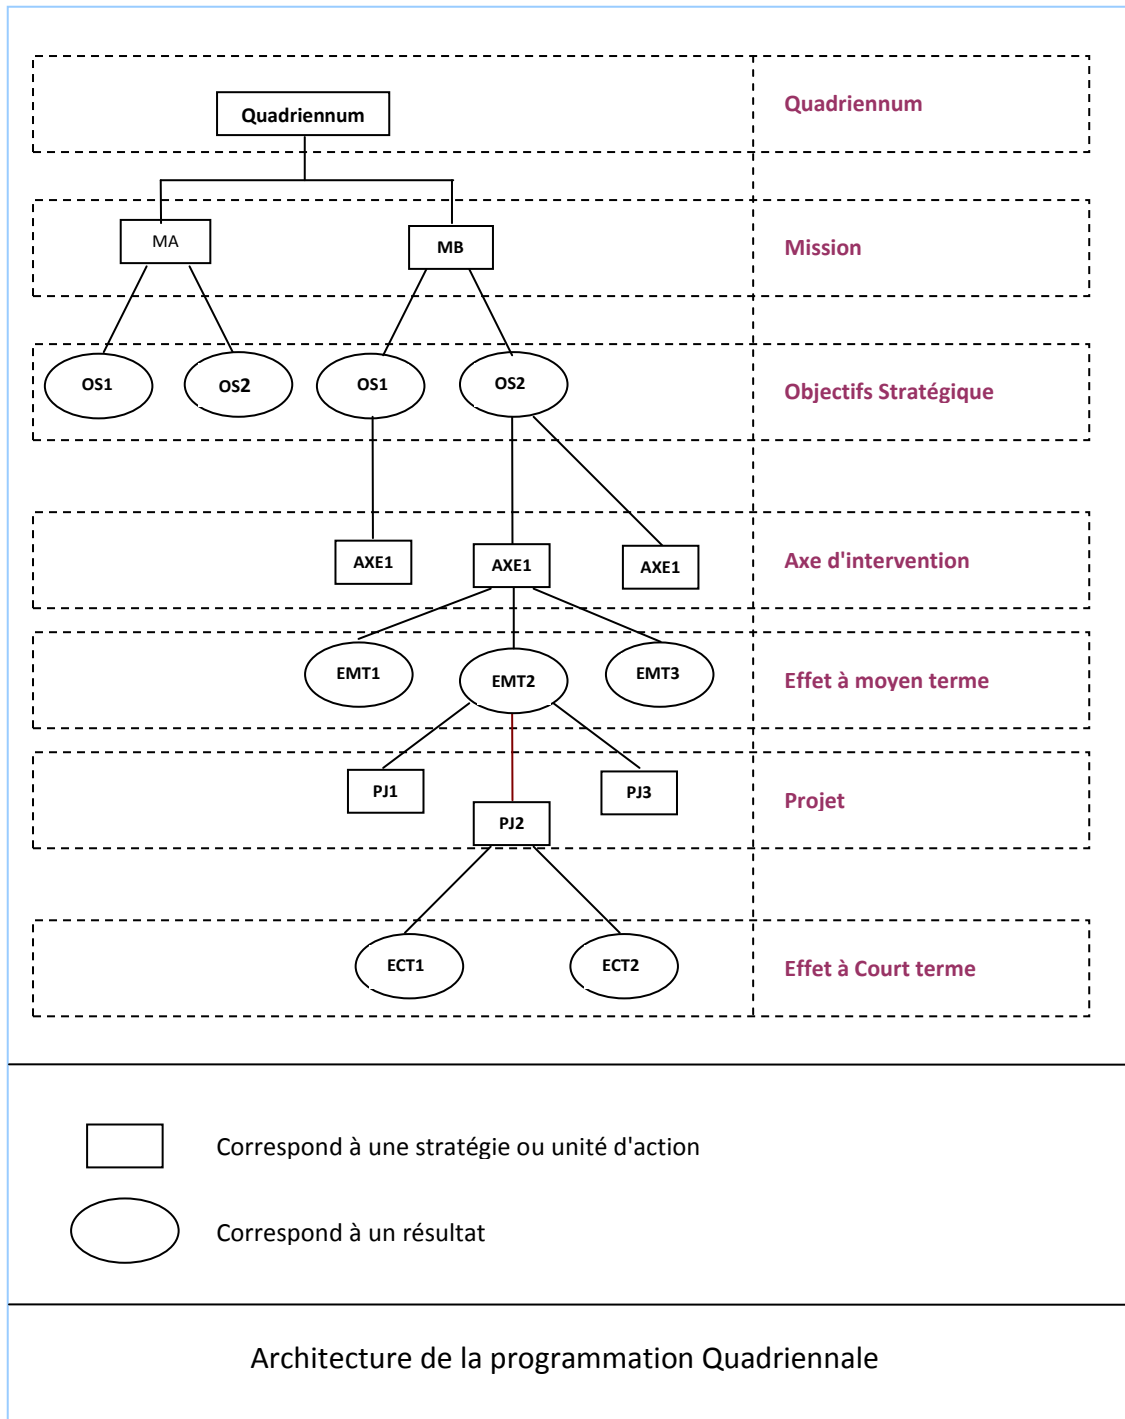 Quadriennum
Quadriennum
MA
MB
Mission
OS1
OS2
OS1
OS2
Objectifs Stratégique
AXE1
AXE1
AXE1
Axe d'intervention
EMT1
EMT2
EMT3
Effet à moyen terme
PJ1
PJ2
PJ3
Projet
ECT1
ECT2
Effet à Court terme
Correspond à une stratégie ou unité d'action
Correspond à un résultat
Architecture de la programmation Quadriennale